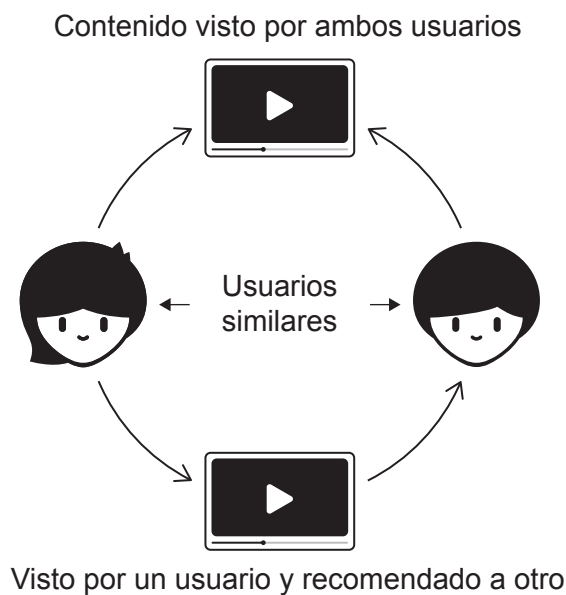 Contenido visto por ambos usuarios
Usuarios
similares
Visto por un usuario y recomendado a otro